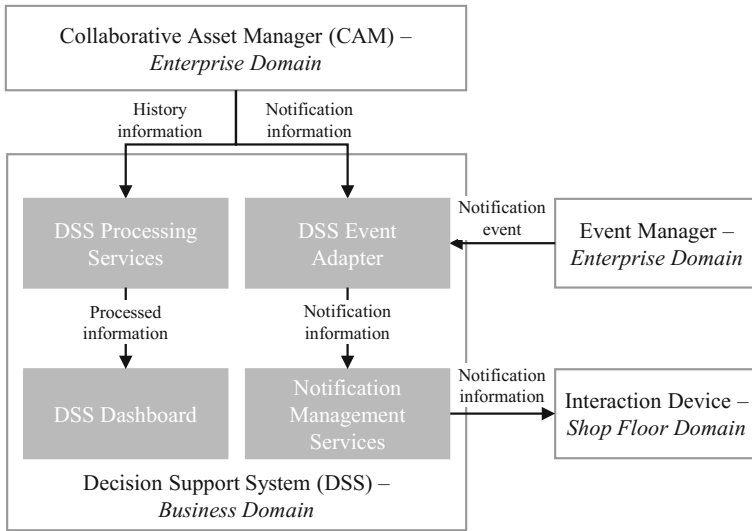 Collaborative Asset Manager (CAM) –
Enterprise Domain
History
information
Notification
information
DSS Processing
Services
DSS Event
Adapter
Notification
event
Event Manager –
Enterprise Domain
Processed
information
Notification
information
DSS Dashboard
Notification
Management
Services
Notification
information
Interaction Device –
Shop Floor Domain
Decision Support System (DSS) –
Business Domain